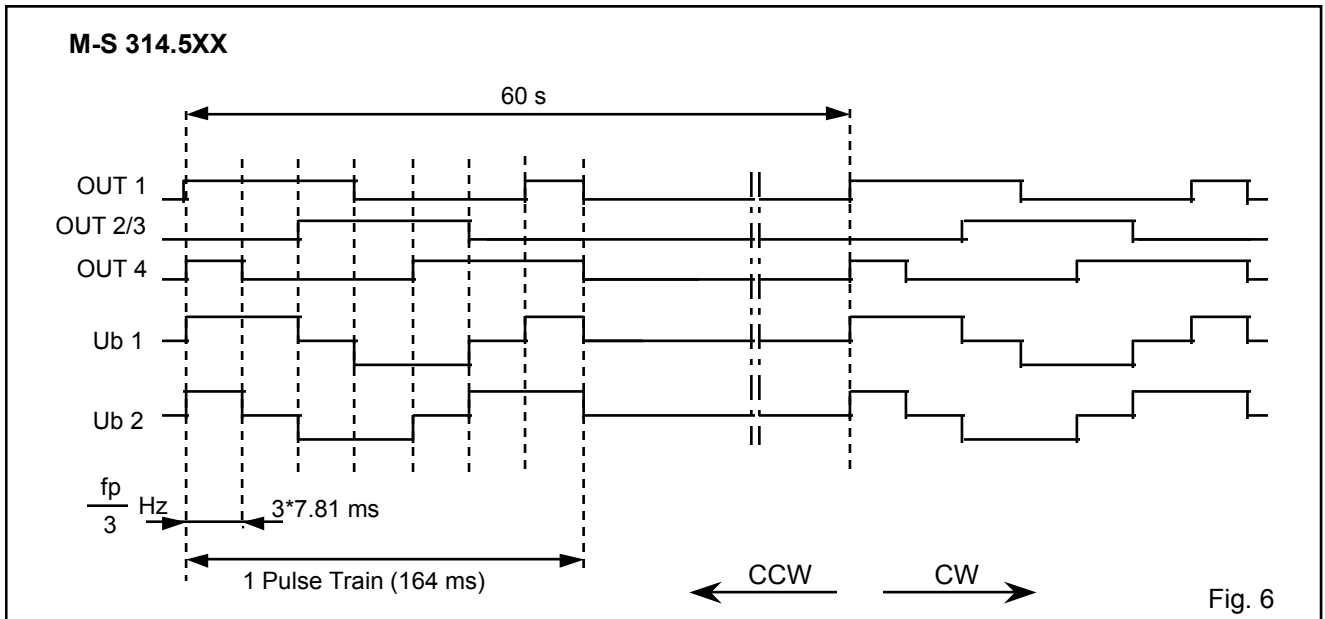 M-S 314.5XX
60 s
OUT 1
OUT 2/3
OUT 4
Ub 1
Ub 2
fp
3
Hz
3*7.81 ms
1 Pulse Train (164 ms)
CCW
CW
Fig. 6